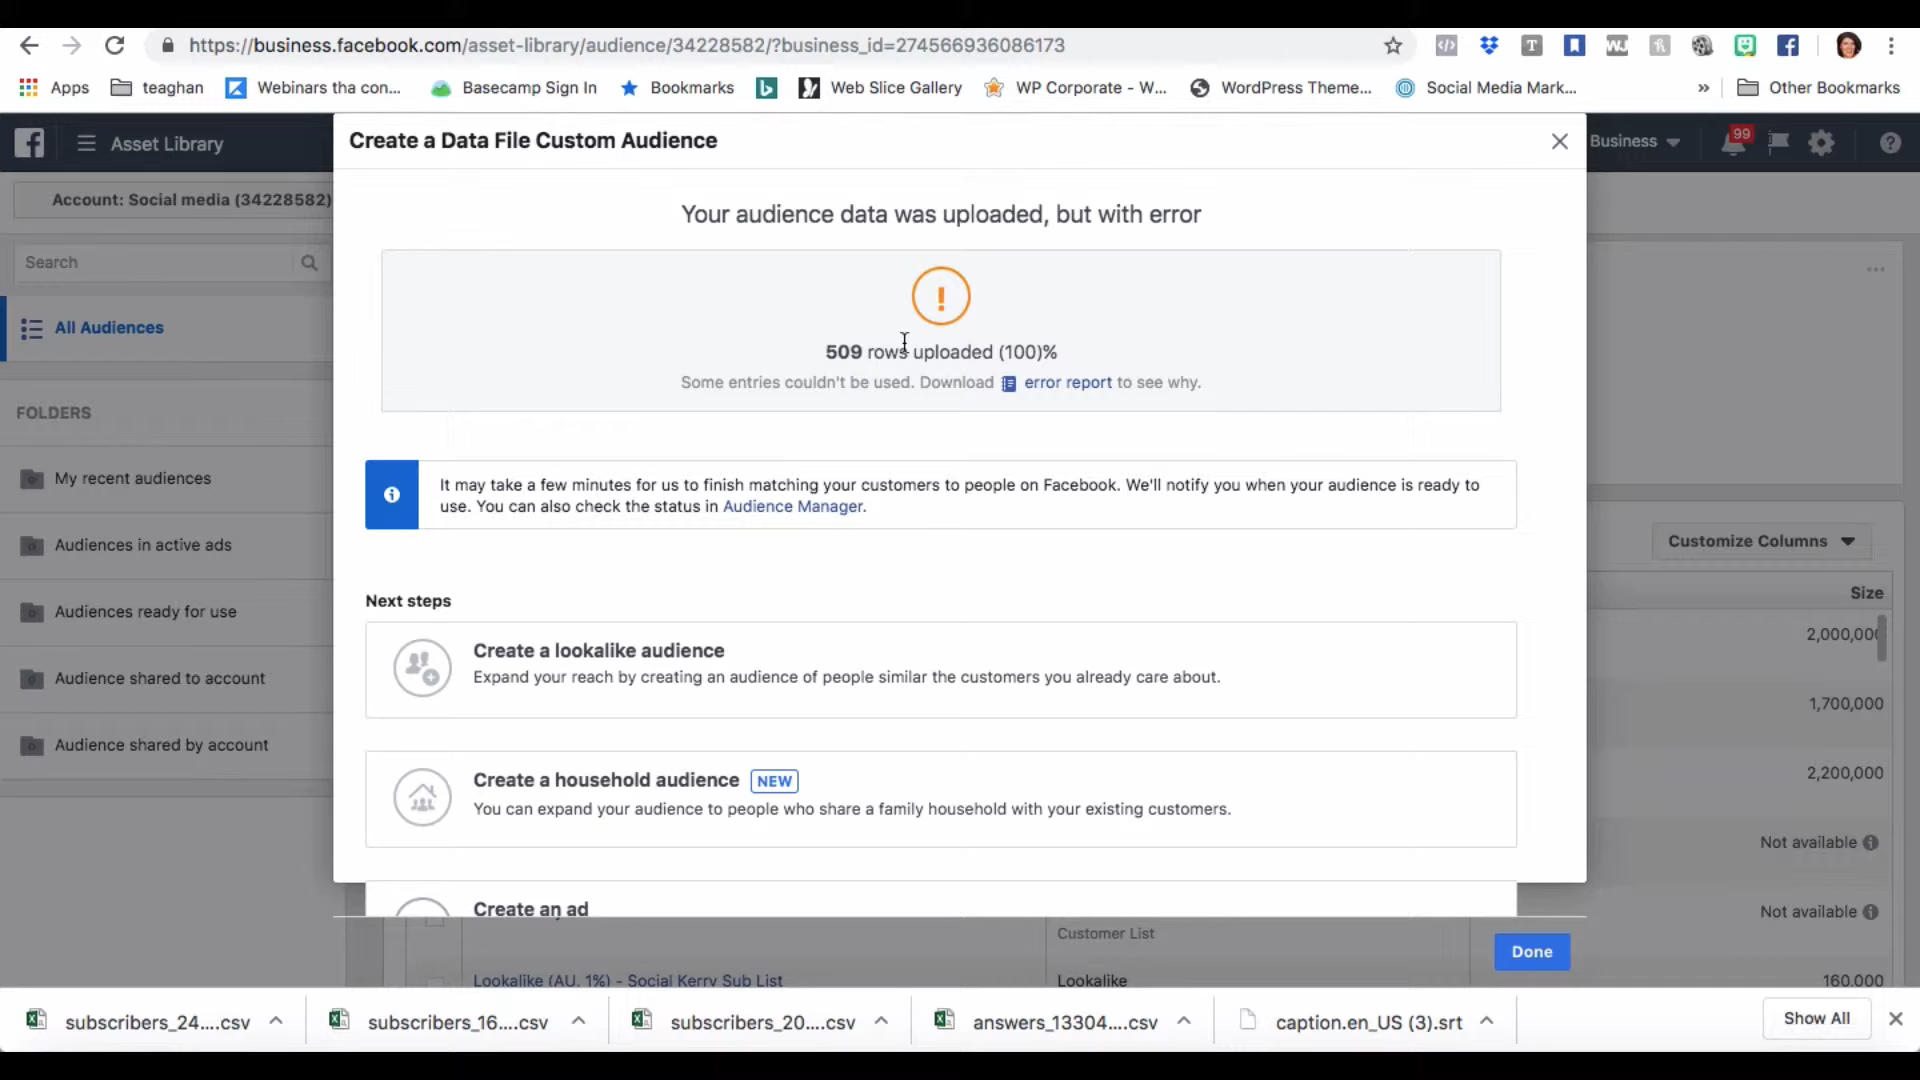 https://business.facebook.com/asset-library/audience/34228582/?business_id=274566936086173
Apps teaghan Webinars tha con... Basecamp Sign In Bookmarks Web Slice Gallery WP Corporate - W... WordPress Theme... Social Media Mark... » Other Bookmarks
Asset Library
Create a Data File Custom Audience
Business
99
Account: Social media (34228582)
Search
All Audiences
FOLDERS
My recent audiences
Audiences in active ads
Audiences ready for use
Audience shared to account
Audience shared by account
Your audience data was uploaded, but with error
509 rows uploaded (100)%
Some entries couldn't be used. Download error report to see why.
It may take a few minutes for us to finish matching your customers to people on Facebook. We'll notify you when your audience is ready to
use. You can also check the status in Audience Manager.
Next steps
Create a lookalike audience
Expand your reach by creating an audience of people similar the customers you already care about.
Create a household audience NEW
You can expand your audience to people who share a family household with your existing customers.
Create an ad
Customize Columns
Size
2,000,000
1,700,000
2,200,000
Not available
Not available
Customer List
Done
Lookalike (AU, 1%) - Social Kerry Sub List
Lookalike
160,000
subscribers_24....csv subscribers_16....csv subscribers_20....csv answers_13304....csv caption.en_US (3).srt Show All